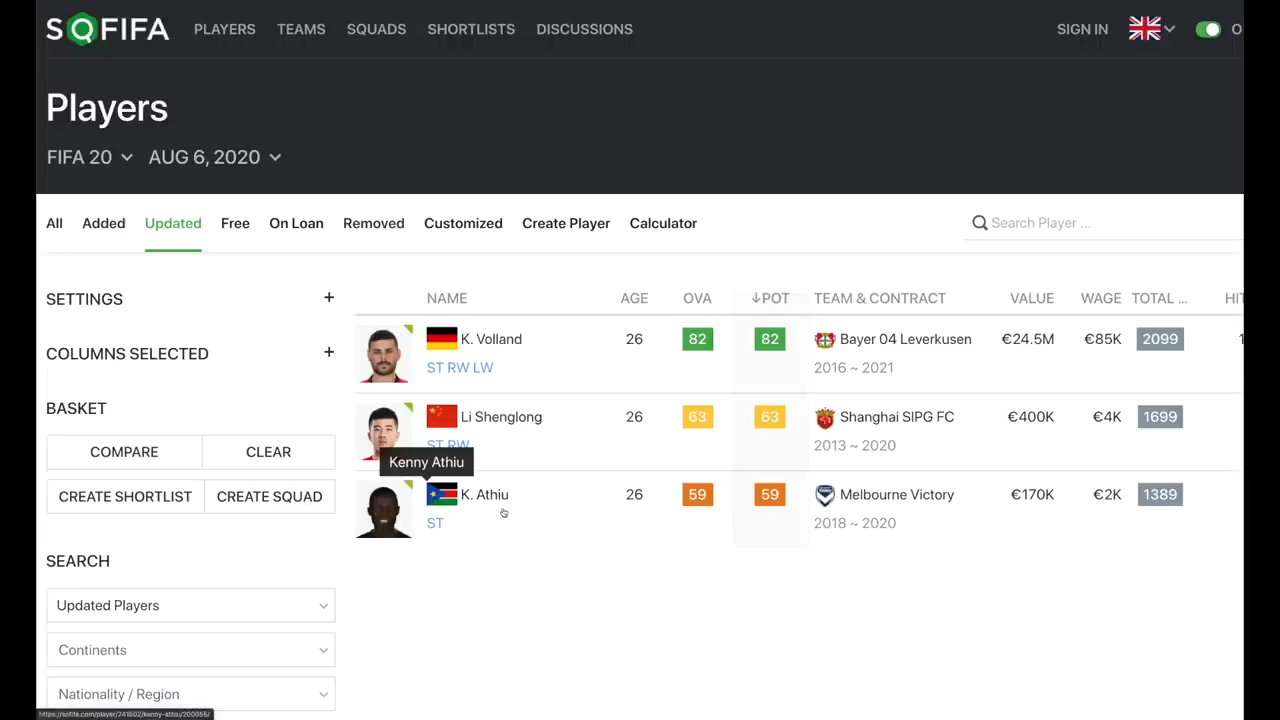 SOFIFA PLAYERS TEAMS SQUADS SHORTLISTS DISCUSSIONS SIGN IN O
Players
FIFA 20 AUG 6, 2020
All Added Updated Free On Loan Removed Customized Create Player Calculator Search Player ...
SETTINGS +
NAME AGE OVA ↓POT TEAM & CONTRACT VALUE WAGE TOTAL ... HIT
K. Volland 26 82 82 Bayer 04 Leverkusen €24.5M €85K 2099 1
ST RW LW 2016 ~ 2021
COLUMNS SELECTED +
BASKET
Li Shenglong 26 63 63 Shanghai SIPG FC €400K €4K 1699
ST RW 2013 ~ 2020
COMPARE CLEAR
Kenny Athiu
CREATE SHORTLIST CREATE SQUAD
K. Athiu 26 59 59 Melbourne Victory €170K €2K 1389
ST 2018 ~ 2020
SEARCH
Updated Players
Continents
Nationality / Region